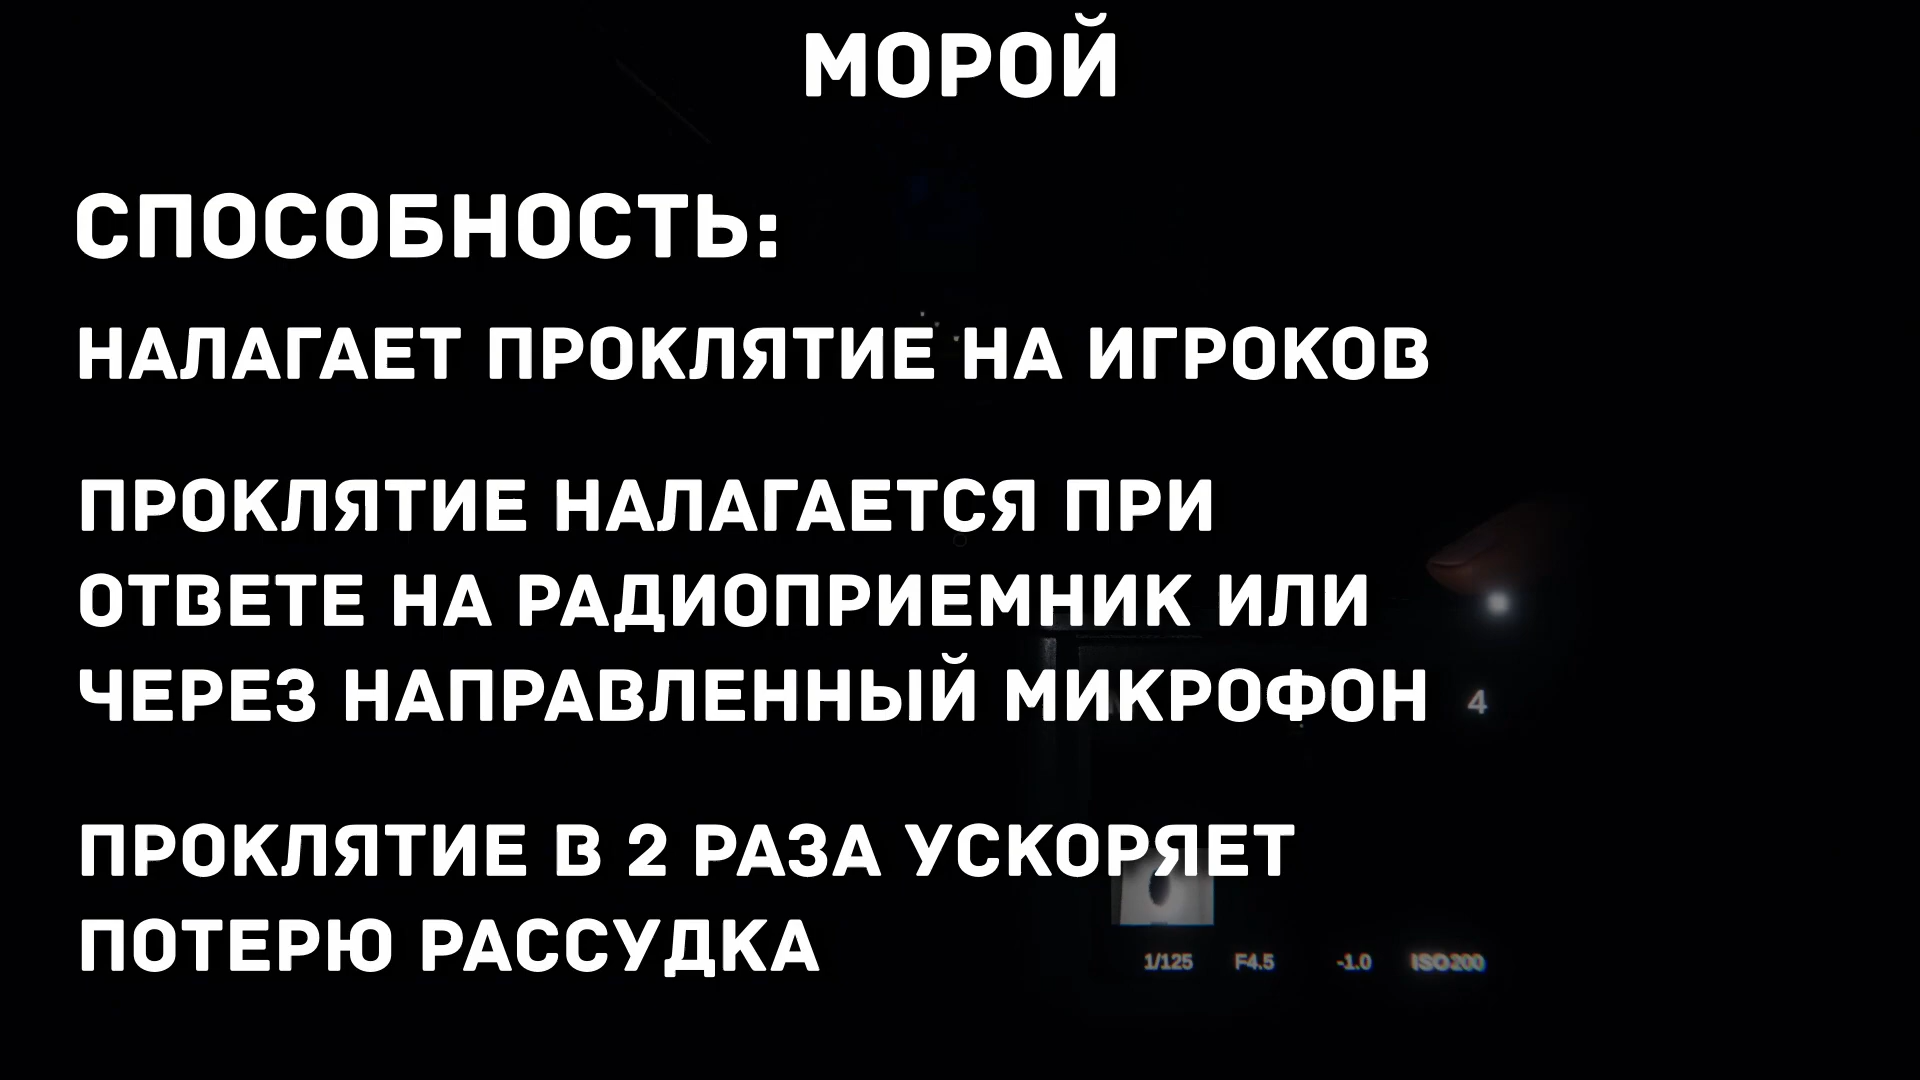 МОРОЙ
СПОСОБНОСТЬ:
НАЛАГАЕТ ПРОКЛЯТИЕ НА ИГРОКОВ
ПРОКЛЯТИЕ НАЛАГАЕТСЯ ПРИ
ОТВЕТЕ НА РАДИОПРИЕМНИК ИЛИ
ЧЕРЕЗ НАПРАВЛЕННЫЙ МИКРОФОН
4
ПРОКЛЯТИЕ В 2 РАЗА УСКОРЯЕТ
ПОТЕРЮ РАССУДКА
1/125 F4.5 -1.0 ISO200